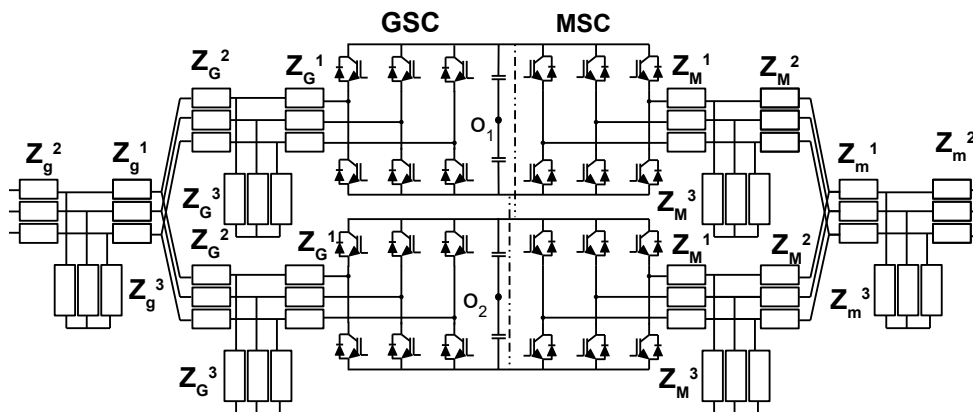 GSC MSC
Z_G^2 Z_G^1 Z_M^1 Z_M^2
O_1
Z_g^2 Z_g^1 Z_m^1 Z_m^2
Z_G^3 Z_M^3
Z_G^2 Z_G^1 Z_M^1 Z_M^2
Z_g^3 O_2 Z_m^3
Z_G^3 Z_M^3